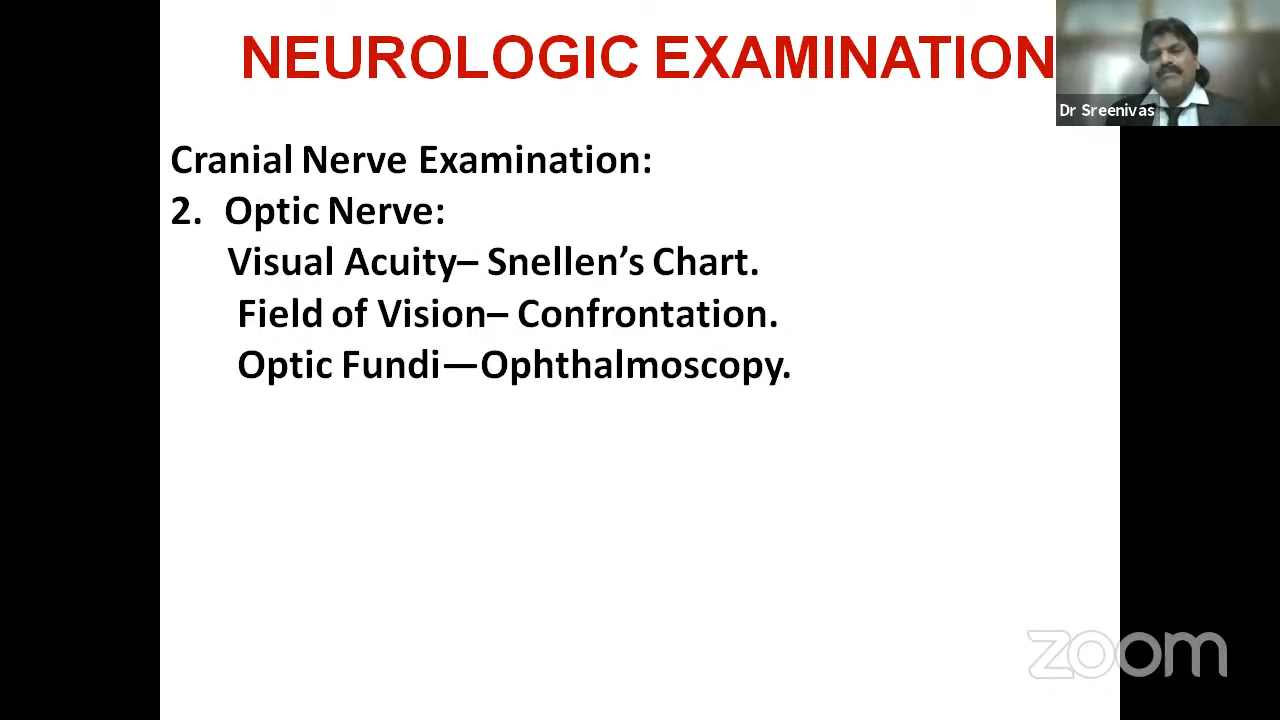 NEUROLOGIC EXAMINATION
Dr Sreenivas
Cranial Nerve Examination:
2. Optic Nerve:
Visual Acuity– Snellen’s Chart.
Field of Vision– Confrontation.
Optic Fundi—Ophthalmoscopy.
zoom